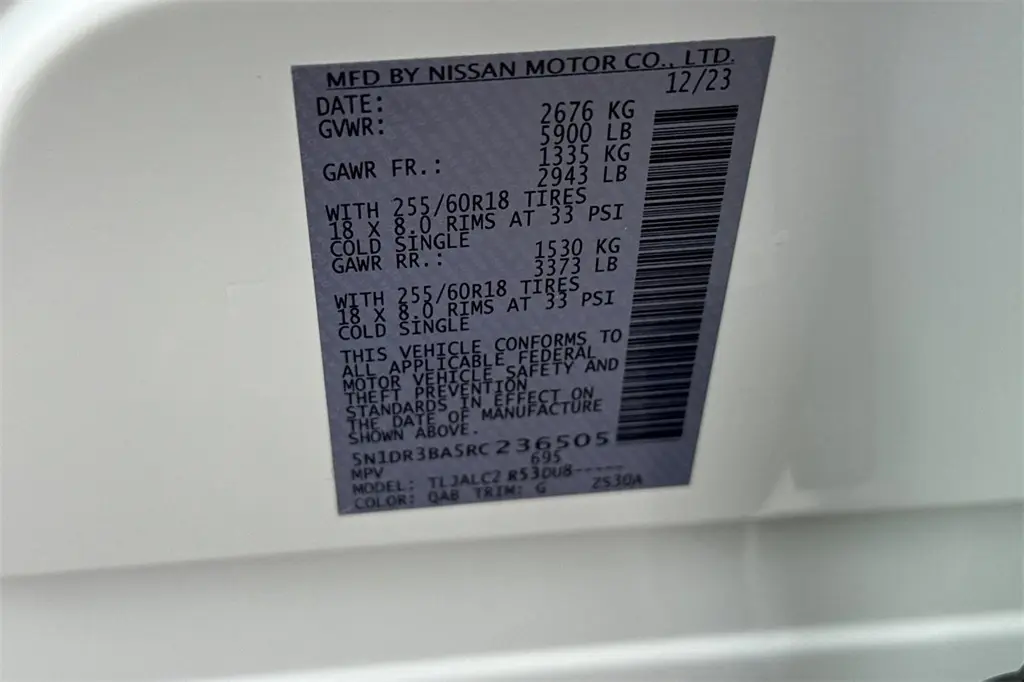 MFD BY NISSAN MOTOR CO., LTD.
DATE: 12/23
GVWR: 2676 KG
5900 LB
GAWR FR.: 1335 KG
2943 LB
WITH 255/60R18 TIRES
18 X 8.0 RIMS AT 33 PSI
COLD SINGLE
GAWR RR.: 1530 KG
3373 LB
WITH 255/60R18 TIRES
18 X 8.0 RIMS AT 33 PSI
COLD SINGLE
THIS VEHICLE CONFORMS TO
ALL APPLICABLE FEDERAL
MOTOR VEHICLE SAFETY AND
THEFT PREVENTION
STANDARDS IN EFFECT ON
THE DATE OF MANUFACTURE
SHOWN ABOVE.
5N1DR3BA5RC236505
MPV 695
MODEL: TLJALC2 R53DU8-----
COLOR: QAB TRIM: G ZS30A